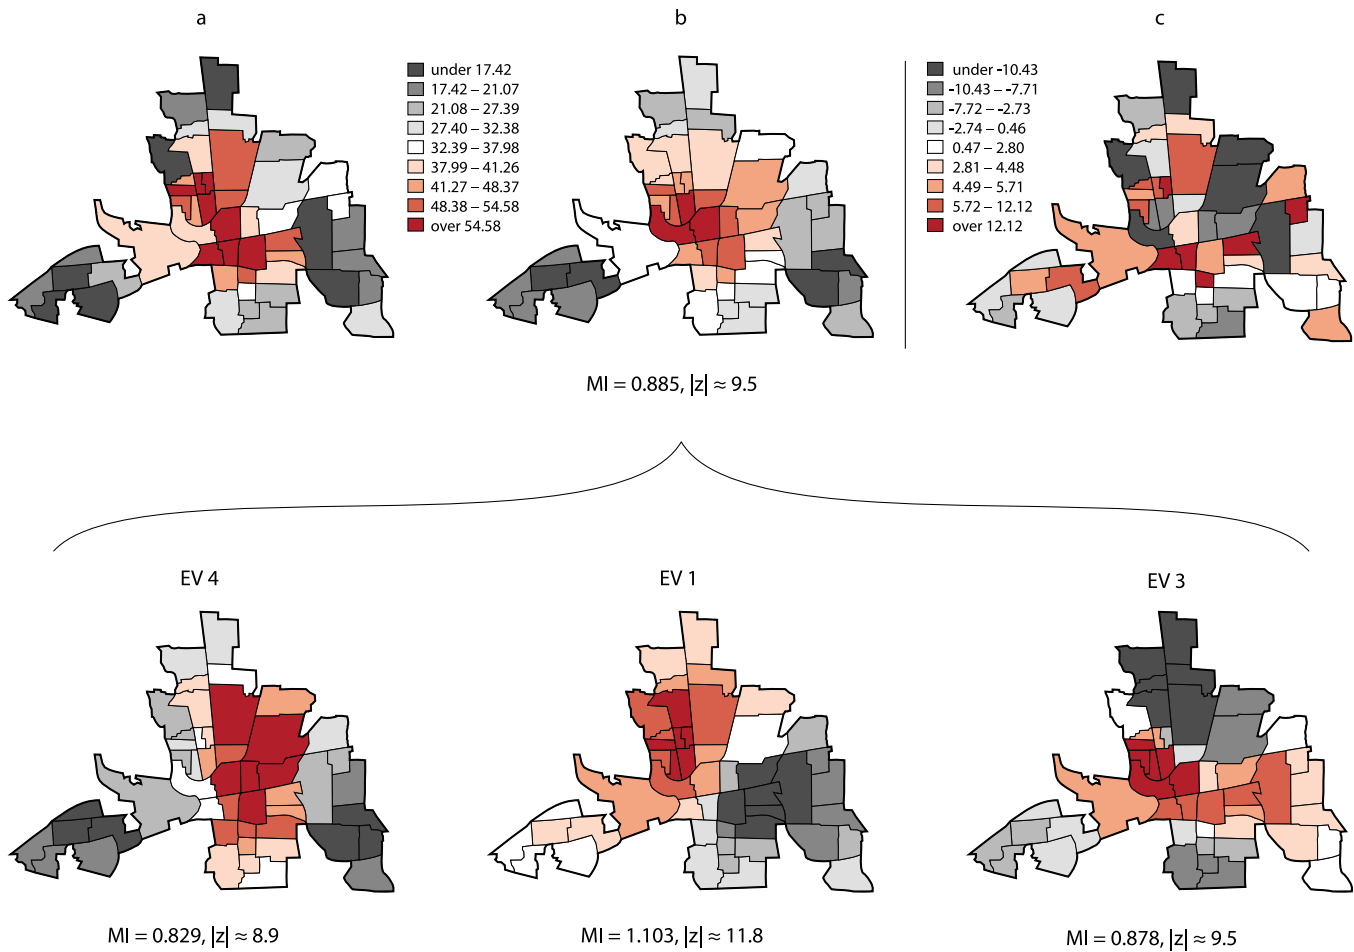 a
b
c
under 17.42
17.42 – 21.07
21.08 – 27.39
27.40 – 32.38
32.39 – 37.98
37.99 – 41.26
41.27 – 48.37
48.38 – 54.58
over 54.58
under -10.43
-10.43 – -7.71
-7.72 – -2.73
-2.74 – 0.46
0.47 – 2.80
2.81 – 4.48
4.49 – 5.71
5.72 – 12.12
over 12.12
MI = 0.885, |z| ≈ 9.5
EV 4
EV 1
EV 3
MI = 0.829, |z| ≈ 8.9
MI = 1.103, |z| ≈ 11.8
MI = 0.878, |z| ≈ 9.5